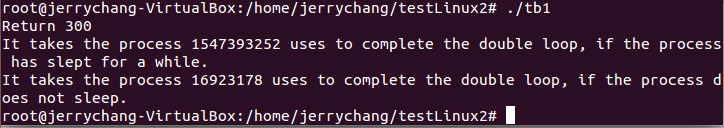 root@jerrychang-VirtualBox:/home/jerrychang/testLinux2# ./tb1
Return 300
It takes the process 1547393252 uses to complete the double loop, if the process
 has slept for a while.
It takes the process 16923178 uses to complete the double loop, if the process d
oes not sleep.
root@jerrychang-VirtualBox:/home/jerrychang/testLinux2#